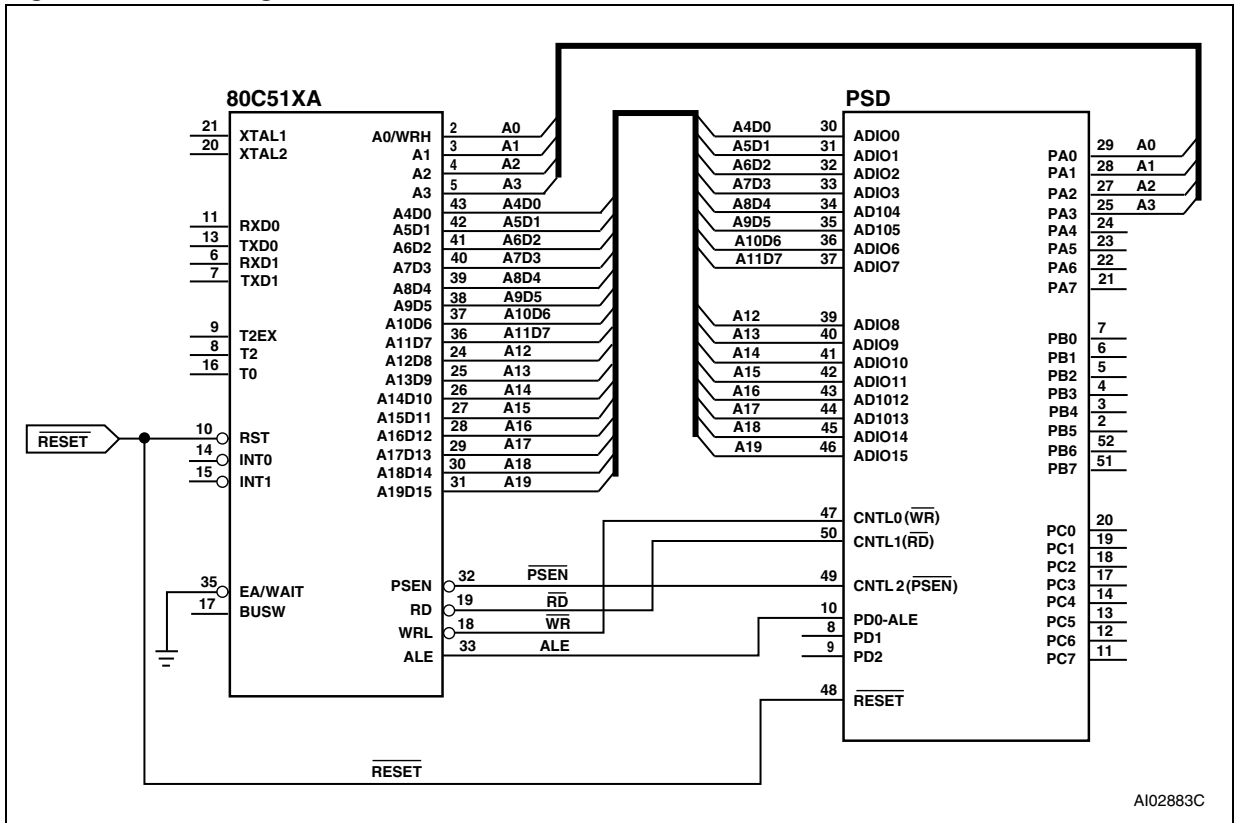 80C51XA
PSD
21 XTAL1
20 XTAL2
11 RXD0
13 TXD0
6 RXD1
7 TXD1
9 T2EX
8 T2
16 T0
RESET
10 RST
14 INT0
15 INT1
35 EA/WAIT
17 BUSW
A0/WRH 2 A0
A1 3 A1
A2 4 A2
A3 5 A3
A4D0 43 A4D0
A5D1 42 A5D1
A6D2 41 A6D2
A7D3 40 A7D3
A8D4 39 A8D4
A9D5 38 A9D5
A10D6 37 A10D6
A11D7 36 A11D7
A12D8 24 A12
A13D9 25 A13
A14D10 26 A14
A15D11 27 A15
A16D12 28 A16
A17D13 29 A17
A18D14 30 A18
A19D15 31 A19
PSEN 32 PSEN
RD 19 RD
WRL 18 WR
ALE 33 ALE
A4D0 30 ADIO0
A5D1 31 ADIO1
A6D2 32 ADIO2
A7D3 33 ADIO3
A8D4 34 AD104
A9D5 35 AD105
A10D6 36 ADIO6
A11D7 37 ADIO7
A12 39 ADIO8
A13 40 ADIO9
A14 41 ADIO10
A15 42 ADIO11
A16 43 AD1012
A17 44 AD1013
A18 45 ADIO14
A19 46 ADIO15
47 CNTL0(WR)
50 CNTL1(RD)
49 CNTL2(PSEN)
10 PD0-ALE
8 PD1
9 PD2
48 RESET
PA0 29 A0
PA1 28 A1
PA2 27 A2
PA3 25 A3
PA4 24
PA5 23
PA6 22
PA7 21
PB0 7
PB1 6
PB2 5
PB3 4
PB4 3
PB5 2
PB6 52
PB7 51
PC0 20
PC1 19
PC2 18
PC3 17
PC4 14
PC5 13
PC6 12
PC7 11
RESET
AI02883C